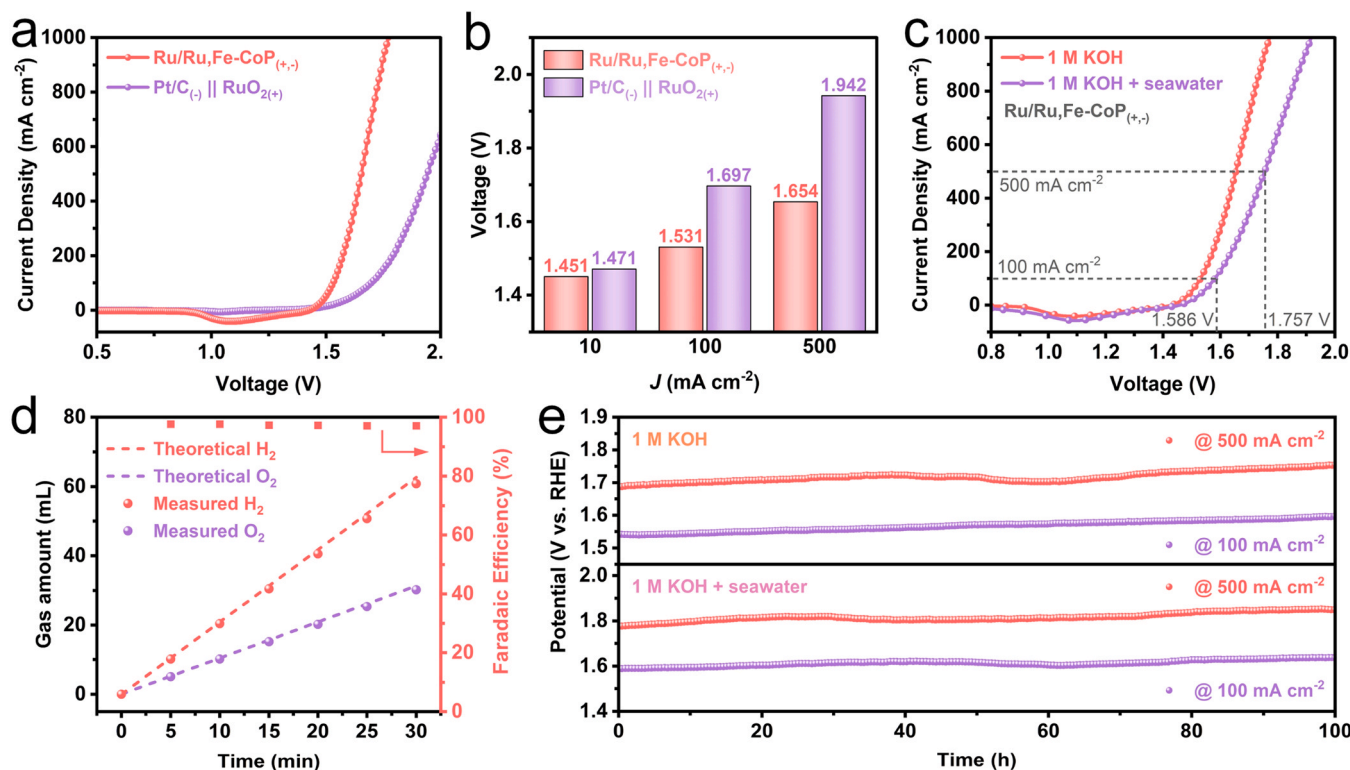 a
1000
800
600
400
200
0
Current Density (mA cm-2)
Ru/Ru,Fe-CoP(+,-)
Pt/C(-) || RuO2(+)
0.5
1.0
1.5
2.
Voltage (V)
b
2.0
1.8
1.6
1.4
Voltage (V)
Ru/Ru,Fe-CoP(+,-)
Pt/C(-) || RuO2(+)
1.451
1.471
1.531
1.697
1.654
1.942
10
100
500
J (mA cm-2)
c
1000
800
600
400
200
0
Current Density (mA cm-2)
1 M KOH
1 M KOH + seawater
Ru/Ru,Fe-CoP(+,-)
500 mA cm-2
100 mA cm-2
1.586 V
1.757 V
0.8
1.0
1.2
1.4
1.6
1.8
2.0
Voltage (V)
d
80
60
40
20
0
Gas amount (mL)
Theoretical H2
Theoretical O2
Measured H2
Measured O2
100
80
60
40
20
0
Faradaic Efficiency (%)
0
5
10
15
20
25
30
Time (min)
e
1.9
1.8
1.7
1.6
1.5
2.0
1.8
1.6
1.4
Potential (V vs. RHE)
1 M KOH
@ 500 mA cm-2
@ 100 mA cm-2
1 M KOH + seawater
@ 500 mA cm-2
@ 100 mA cm-2
0
20
40
60
80
100
Time (h)